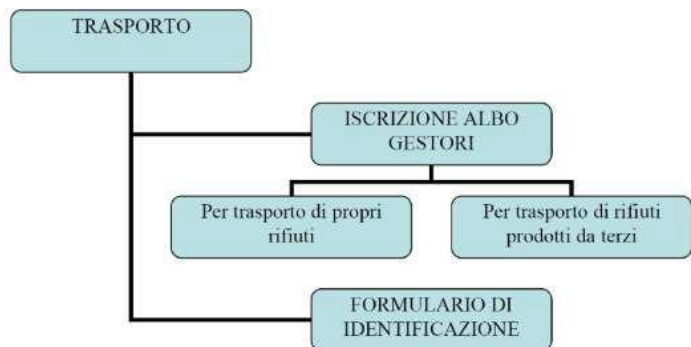 TRASPORTO
ISCRIZIONE ALBO
GESTORI
Per trasporto di propri
rifiuti
Per trasporto di rifiuti
prodotti da terzi
FORMULARIO DI
IDENTIFICAZIONE